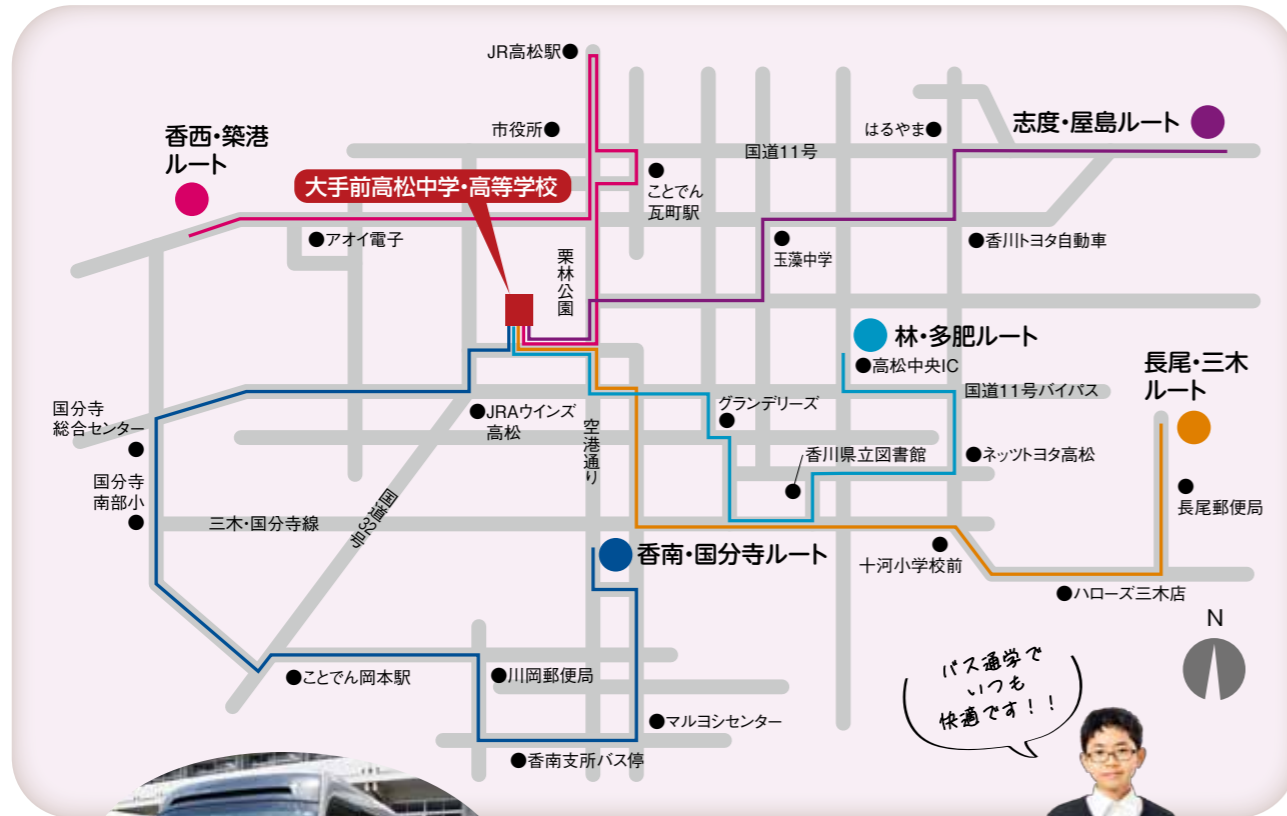 JR高松駅
市役所
はるやま
志度・屋島ルート
香西・築港
ルート
国道11号
大手前高松中学・高等学校
ことでん
瓦町駅
アオイ電子
栗林公園
玉藻中学
香川トヨタ自動車
林・多肥ルート
高松中央IC
長尾・三木
ルート
国道11号バイパス
国分寺
総合センター
JRAウインズ
高松
空港通り
グランデリーズ
香川県立図書館
ネッツトヨタ高松
国分寺
南部小
三木・国分寺線
国道32号
長尾郵便局
香南・国分寺ルート
十河小学校前
ハローズ三木店
N
ことでん岡本駅
川岡郵便局
マルヨシセンター
香南支所バス停
バス通学で
いつも
快適です!!